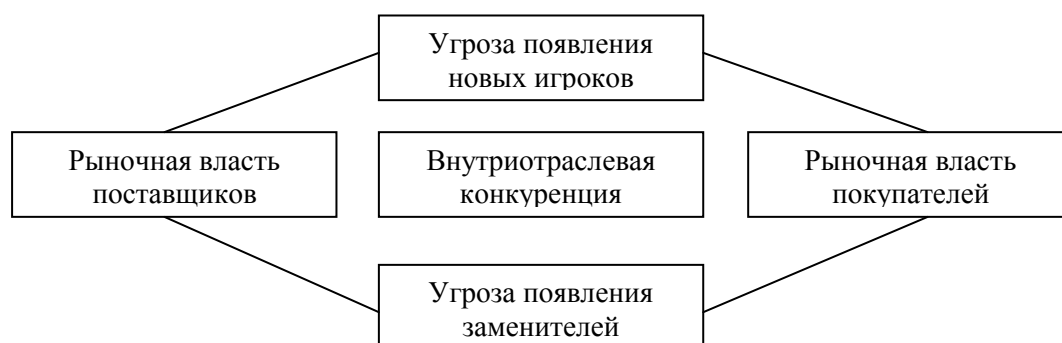 Угроза появления
новых игроков
Рыночная власть
поставщиков
Внутриотраслевая
конкуренция
Рыночная власть
покупателей
Угроза появления
заменителей